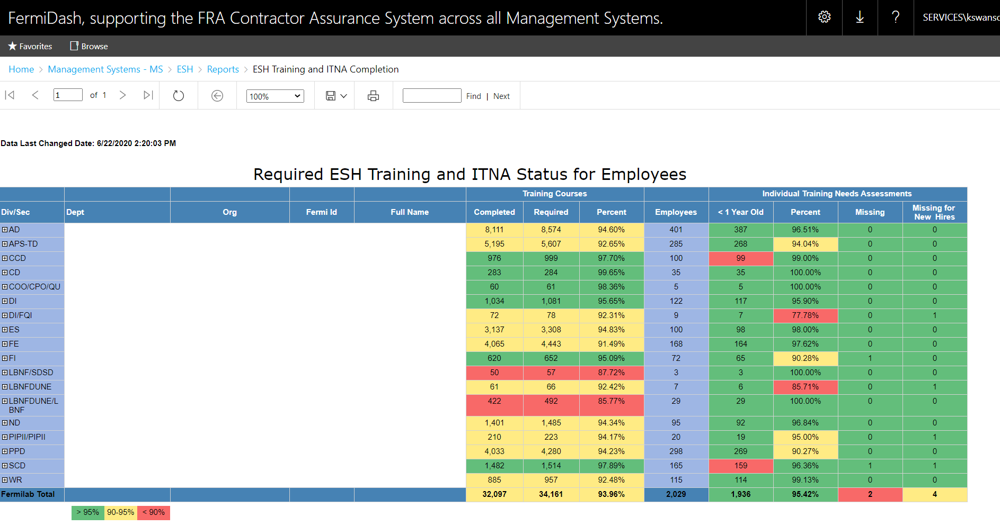 FermiDash, supporting the FRA Contractor Assurance System across all Management Systems.
? SERVICES\kswansc
Favorites Browse
Home > Management Systems - MS > ESH > Reports > ESH Training and ITNA Completion
1 of 1 100% Find | Next
Data Last Changed Date: 6/22/2020 2:20:03 PM
Required ESH Training and ITNA Status for Employees
Training Courses Individual Training Needs Assessments
Div/Sec Dept Org Fermi Id Full Name Completed Required Percent Employees < 1 Year Old Percent Missing Missing for New Hires
AD 8,111 8,574 94.60% 401 387 96.51% 0 0
APS-TD 5,195 5,607 92.65% 285 268 94.04% 0 0
CCD 976 999 97.70% 100 99 99.00% 0 0
CD 283 284 99.65% 35 35 100.00% 0 0
COO/CPO/QU 60 61 98.36% 5 5 100.00% 0 0
DI 1,034 1,081 95.65% 122 117 95.90% 0 0
DI/FQI 72 78 92.31% 9 7 77.78% 0 1
ES 3,137 3,308 94.83% 100 98 98.00% 0 0
FE 4,065 4,443 91.49% 168 164 97.62% 0 0
FI 620 652 95.09% 72 65 90.28% 1 0
LBNF/SDSD 50 57 87.72% 3 3 100.00% 0 0
LBNFDUNE 61 66 92.42% 7 6 85.71% 0 1
LBNFDUNE/L 422 492 85.77% 29 29 100.00% 0 0
BNF
ND 1,401 1,485 94.34% 95 92 96.84% 0 0
PIPII/PIPII 210 223 94.17% 20 19 95.00% 0 1
PPD 4,033 4,280 94.23% 298 269 90.27% 0 0
SCD 1,482 1,514 97.89% 165 159 96.36% 1 1
WR 885 957 92.48% 115 114 99.13% 0 0
Fermilab Total 32,097 34,161 93.96% 2,029 1,936 95.42% 2 4
> 95% 90-95% < 90%